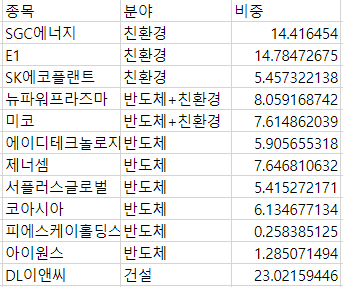 종목 분야 비중
SGC에너지 친환경 14.416454
E1 친환경 14.78472675
SK에코플랜트 친환경 5.457322138
뉴파워프라즈마 반도체+친환경 8.059168742
미코 반도체+친환경 7.614862039
에이디테크놀로지 반도체 5.905655318
제너셈 반도체 7.646810632
서플러스글로벌 반도체 5.415272171
코아시아 반도체 6.134677134
피에스케이홀딩스 반도체 0.258385125
아이원스 반도체 1.285071494
DL이앤씨 건설 23.02159446